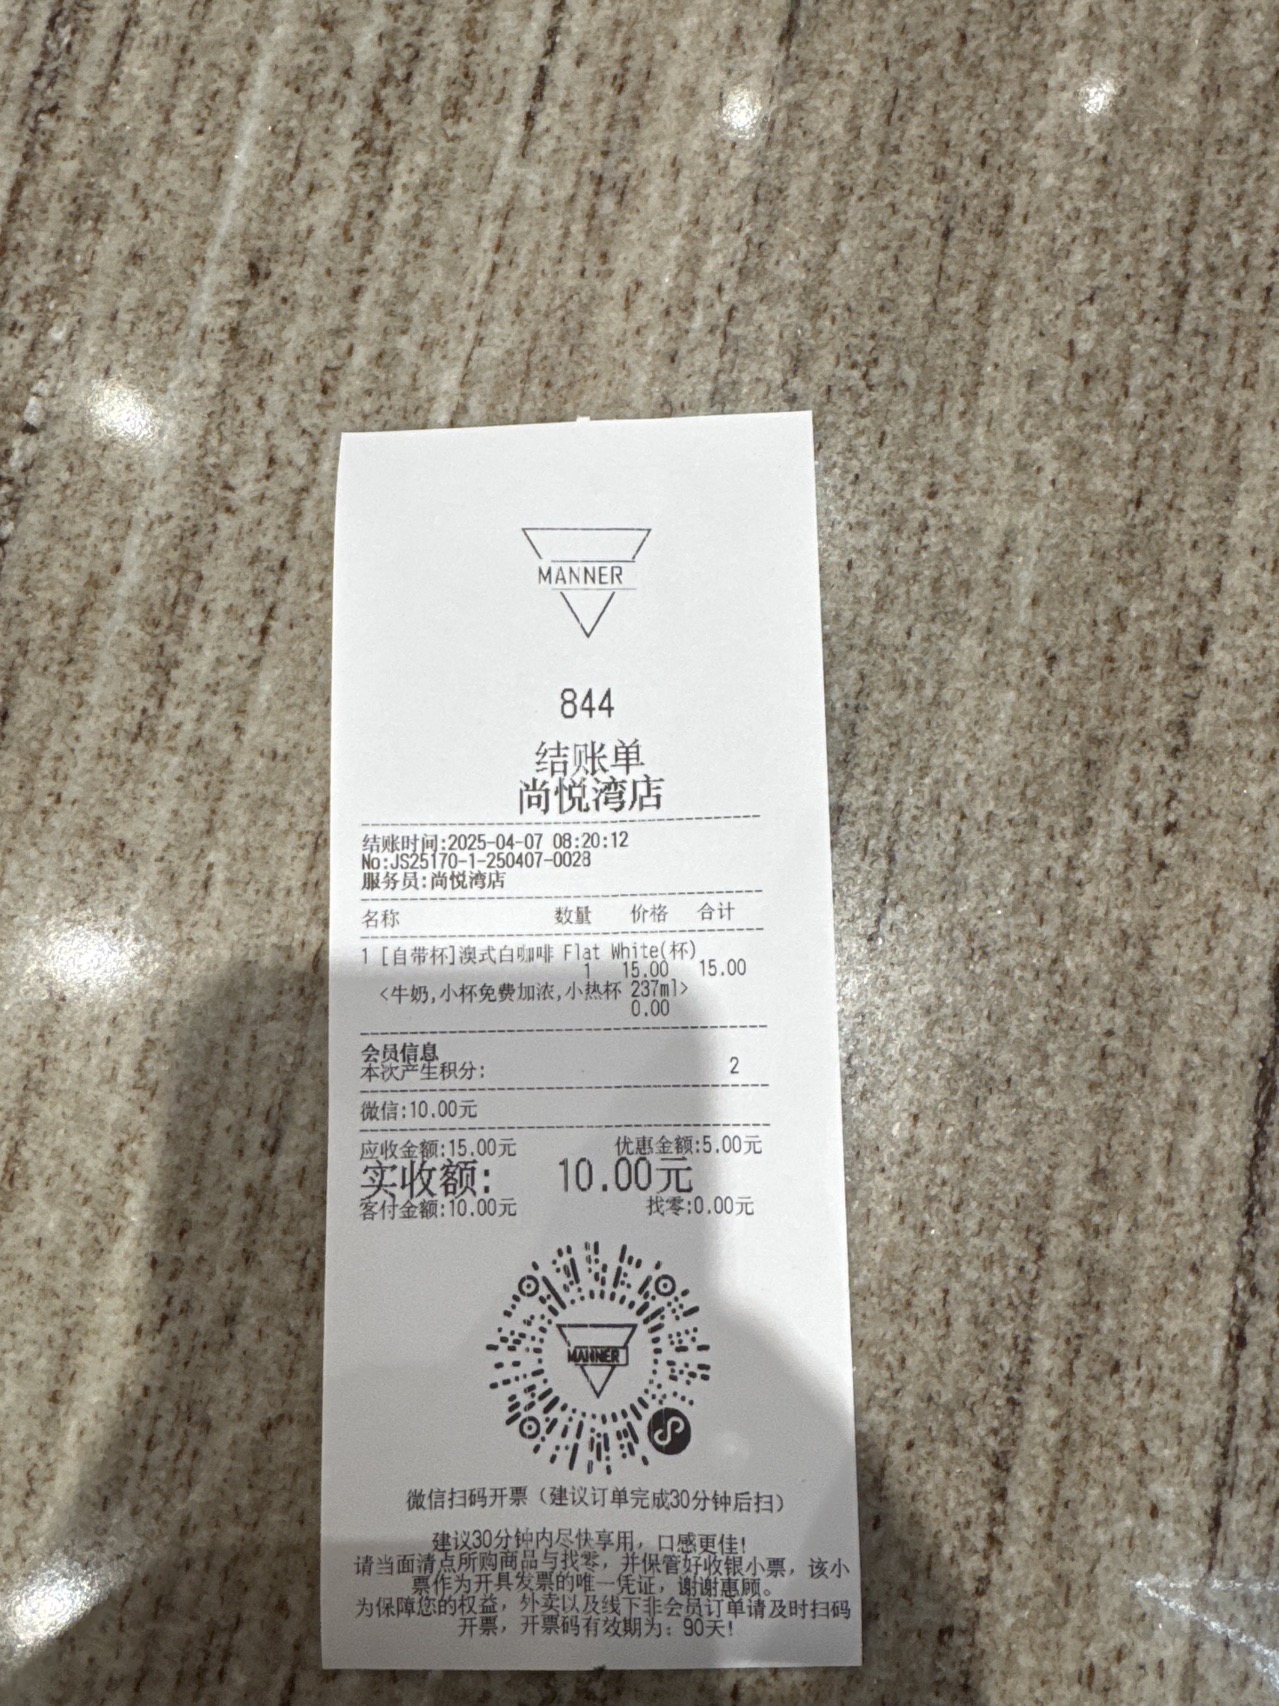 MANNER
844
结账单
尚悦湾店
结账时间:2025-04-07 08:20:12
No:JS25170-1-250407-0028
服务员:尚悦湾店
名称 数量 价格 合计
1 [自带杯]澳式白咖啡 Flat White(杯)
1 15.00 15.00
<牛奶,小杯免费加浓,小热杯 237ml>
0.00
会员信息
本次产生积分: 2
微信:10.00元
应收金额:15.00元 优惠金额:5.00元
实收额: 10.00元
客付金额:10.00元 找零:0.00元
MANNER
微信扫码开票（建议订单完成30分钟后扫）
建议30分钟内尽快享用，口感更佳!
请当面清点所购商品与找零，并保管好收银小票，该小
票作为开具发票的唯一凭证，谢谢惠顾。
为保障您的权益，外卖以及线下非会员订单请及时扫码
开票，开票码有效期为：90天!